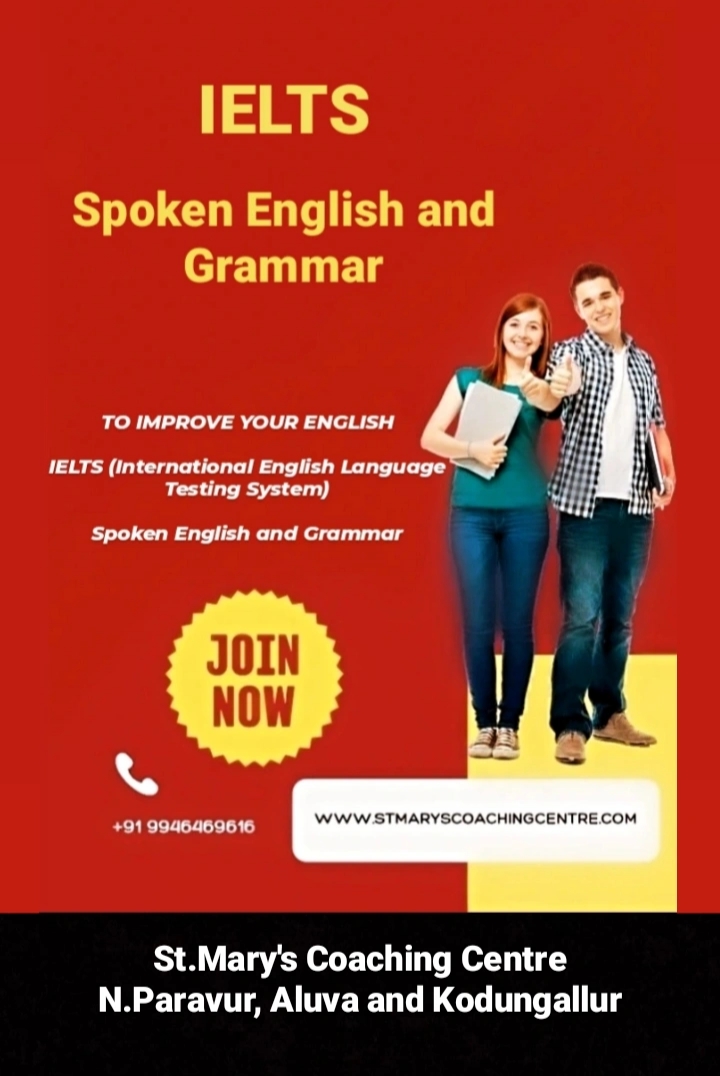 IELTS
Spoken English and
Grammar
TO IMPROVE YOUR ENGLISH
IELTS (International English Language
Testing System)
Spoken English and Grammar
JOIN
NOW
+91 9946469616
WWW.STMARYSCOACHINGCENTRE.COM
St.Mary's Coaching Centre
N.Paravur, Aluva and Kodungallur